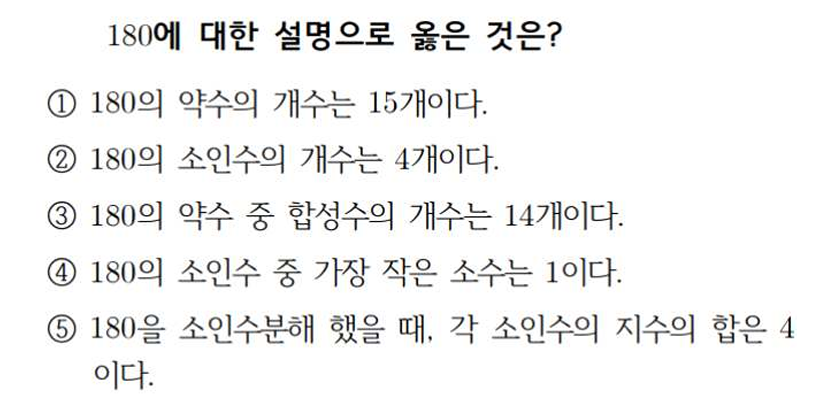 180에 대한 설명으로 옳은 것은?
① 180의 약수의 개수는 15개이다.
② 180의 소인수의 개수는 4개이다.
③ 180의 약수 중 합성수의 개수는 14개이다.
④ 180의 소인수 중 가장 작은 소수는 1이다.
⑤ 180을 소인수분해 했을 때, 각 소인수의 지수의 합은 4
이다.